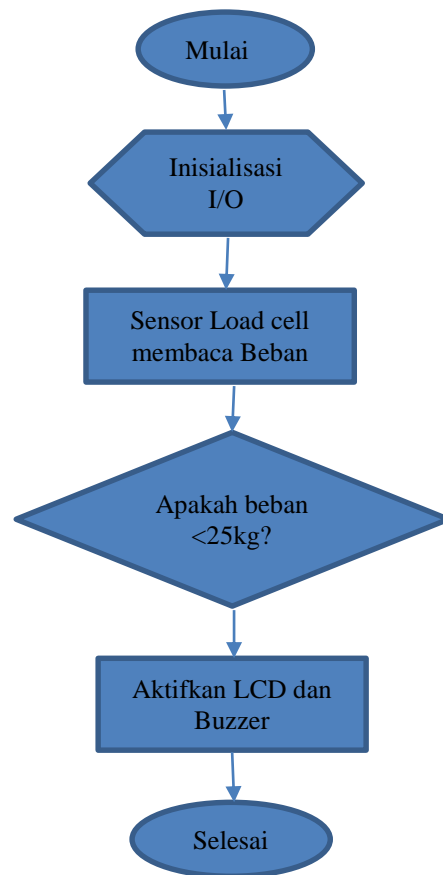 Mulai
Inisialisasi
I/O
Sensor Load cell
membaca Beban
Apakah beban
<25kg?
Aktifkan LCD dan
Buzzer
Selesai